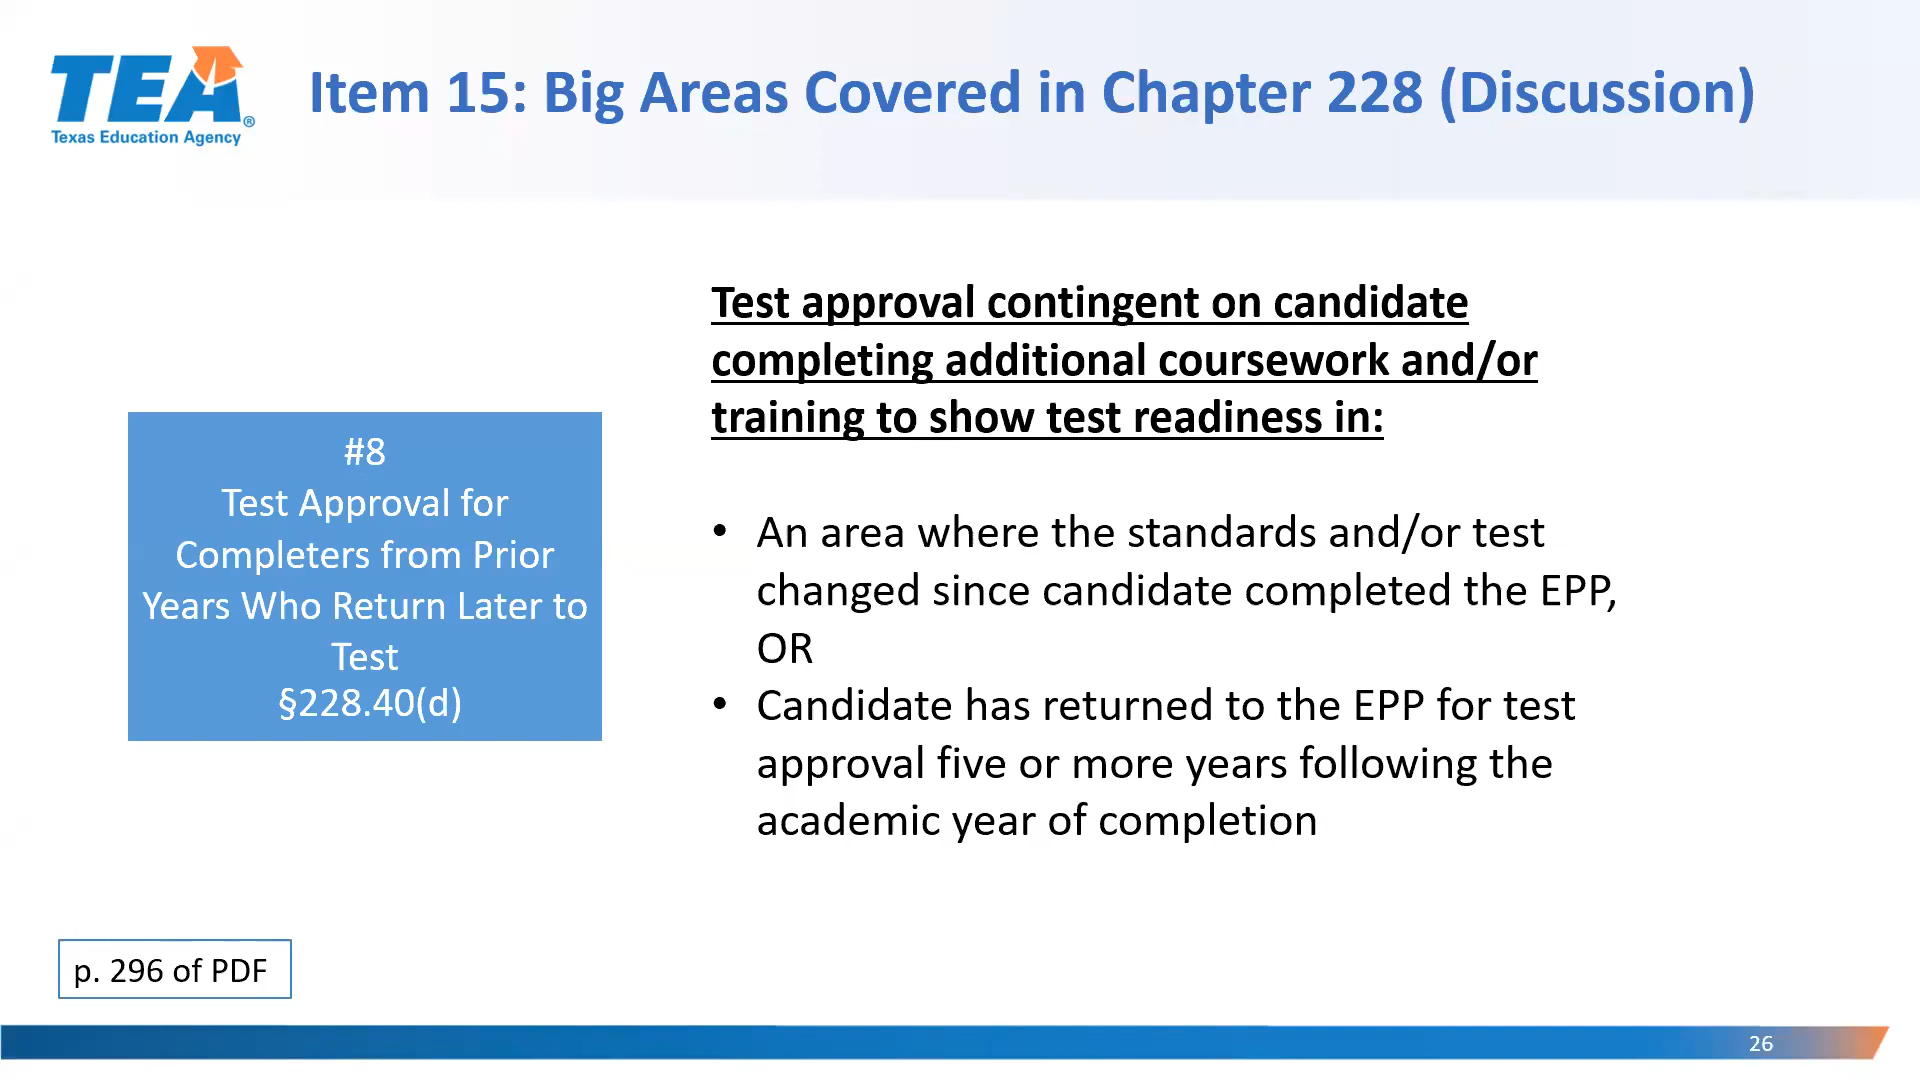 TEA®
Texas Education Agency
Item 15: Big Areas Covered in Chapter 228 (Discussion)
#8
Test Approval for
Completers from Prior
Years Who Return Later to
Test
§228.40(d)
Test approval contingent on candidate
completing additional coursework and/or
training to show test readiness in:
• An area where the standards and/or test
changed since candidate completed the EPP,
OR
• Candidate has returned to the EPP for test
approval five or more years following the
academic year of completion
p. 296 of PDF
26